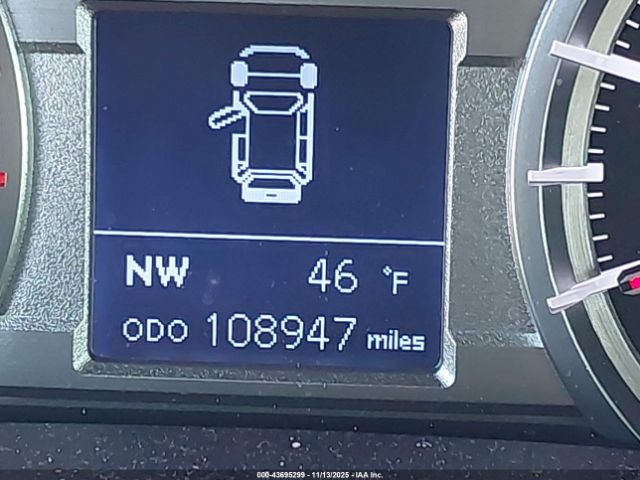 NW 46 °F
ODO 108947 miles
000-43695299 - 11/13/2025 - IAA Inc.